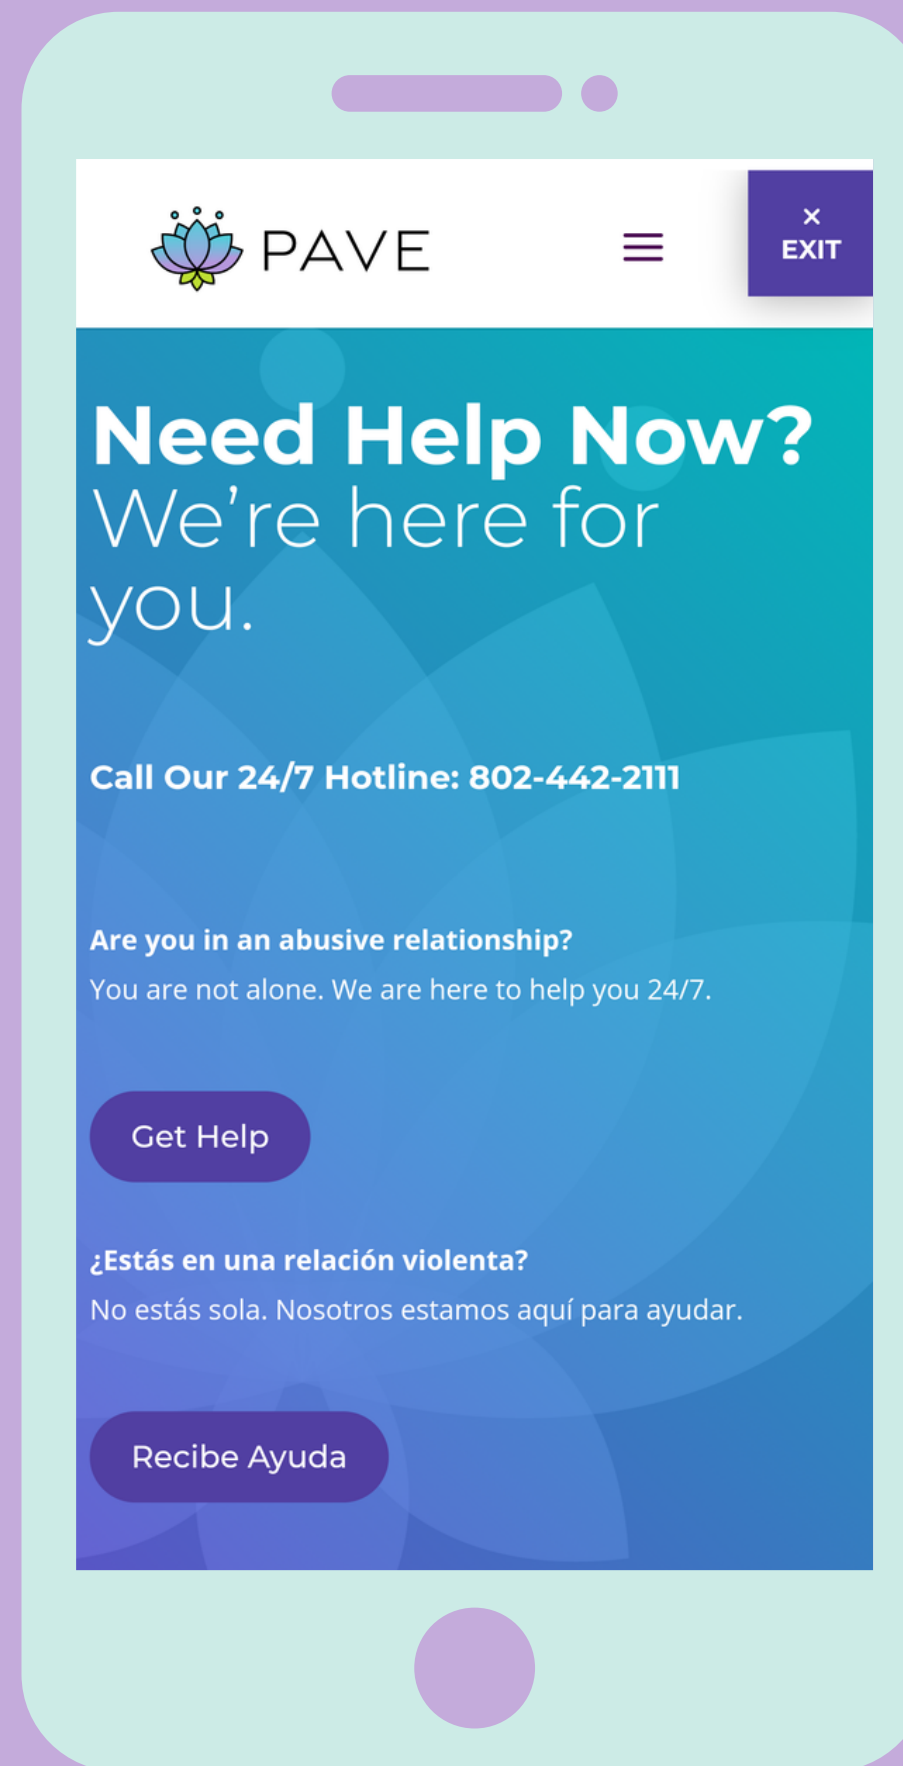 PAVE
×
EXIT
Need Help Now?
We’re here for
you.
Call Our 24/7 Hotline: 802-442-2111
Are you in an abusive relationship?
You are not alone. We are here to help you 24/7.
Get Help
¿Estás en una relación violenta?
No estás sola. Nosotros estamos aquí para ayudar.
Recibe Ayuda